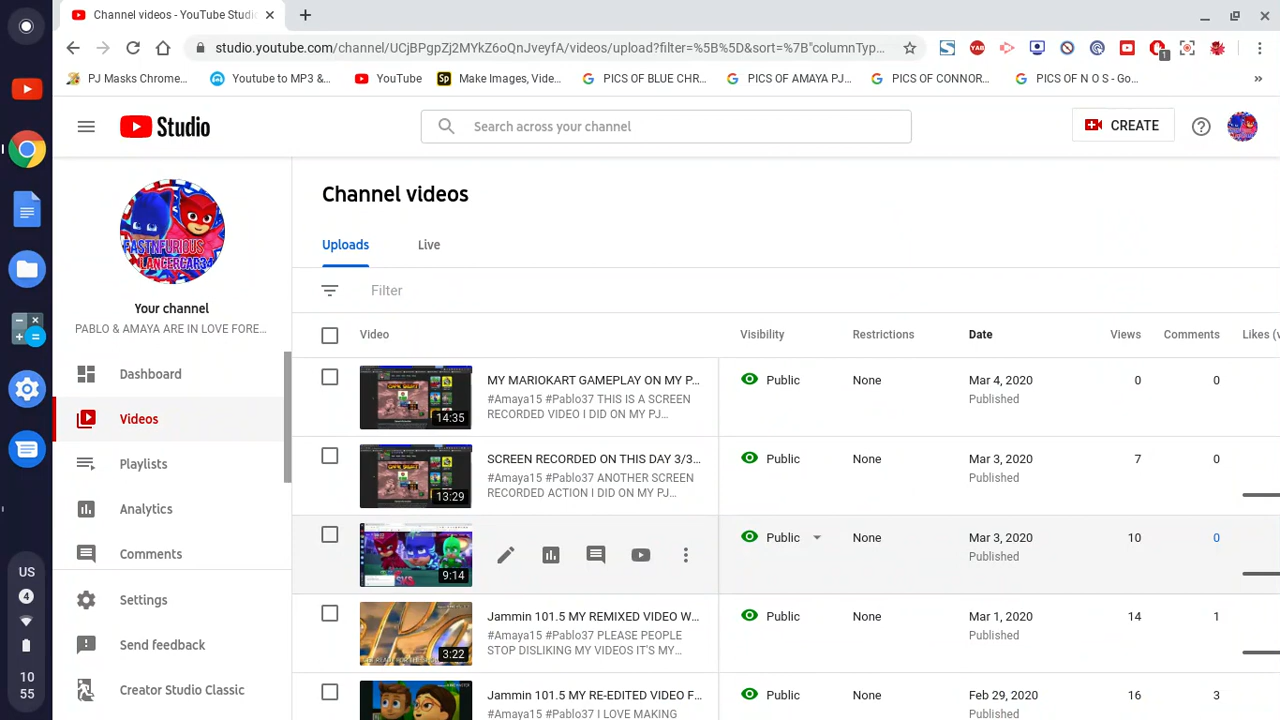 Channel videos - YouTube Studio
studio.youtube.com/channel/UCjBPgpZj2MYkZ6oQnJveyfA/videos/upload?filter=%5B%5D&sort=%7B"columnTyp...
1
PJ Masks Chrome...
Youtube to MP3 &...
YouTube
Make Images, Vide...
PICS OF BLUE CHR...
PICS OF AMAYA PJ...
PICS OF CONNOR...
PICS OF N O S - Go...
»
Studio
Search across your channel
CREATE
FASTNFURIOUS
LANCERCAR34
Your channel
PABLO & AMAYA ARE IN LOVE FORE...
Dashboard
Videos
Playlists
Analytics
Comments
Settings
Send feedback
Creator Studio Classic
US
4
10
55
Channel videos
Uploads
Live
Filter
Video
Visibility
Restrictions
Date
Views
Comments
Likes (v
14:35
MY MARIOKART GAMEPLAY ON MY P...
#Amaya15 #Pablo37 THIS IS A SCREEN
RECORDED VIDEO I DID ON MY PJ...
Public
None
Mar 4, 2020
Published
0
0
13:29
SCREEN RECORDED ON THIS DAY 3/3...
#Amaya15 #Pablo37 ANOTHER SCREEN
RECORDED ACTION I DID ON MY PJ...
Public
None
Mar 3, 2020
Published
7
0
9:14
Public
None
Mar 3, 2020
Published
10
0
3:22
Jammin 101.5 MY REMIXED VIDEO W...
#Amaya15 #Pablo37 PLEASE PEOPLE
STOP DISLIKING MY VIDEOS IT'S MY...
Public
None
Mar 1, 2020
Published
14
1
Jammin 101.5 MY RE-EDITED VIDEO F...
#Amaya15 #Pablo37 I LOVE MAKING
Public
None
Feb 29, 2020
Published
16
3